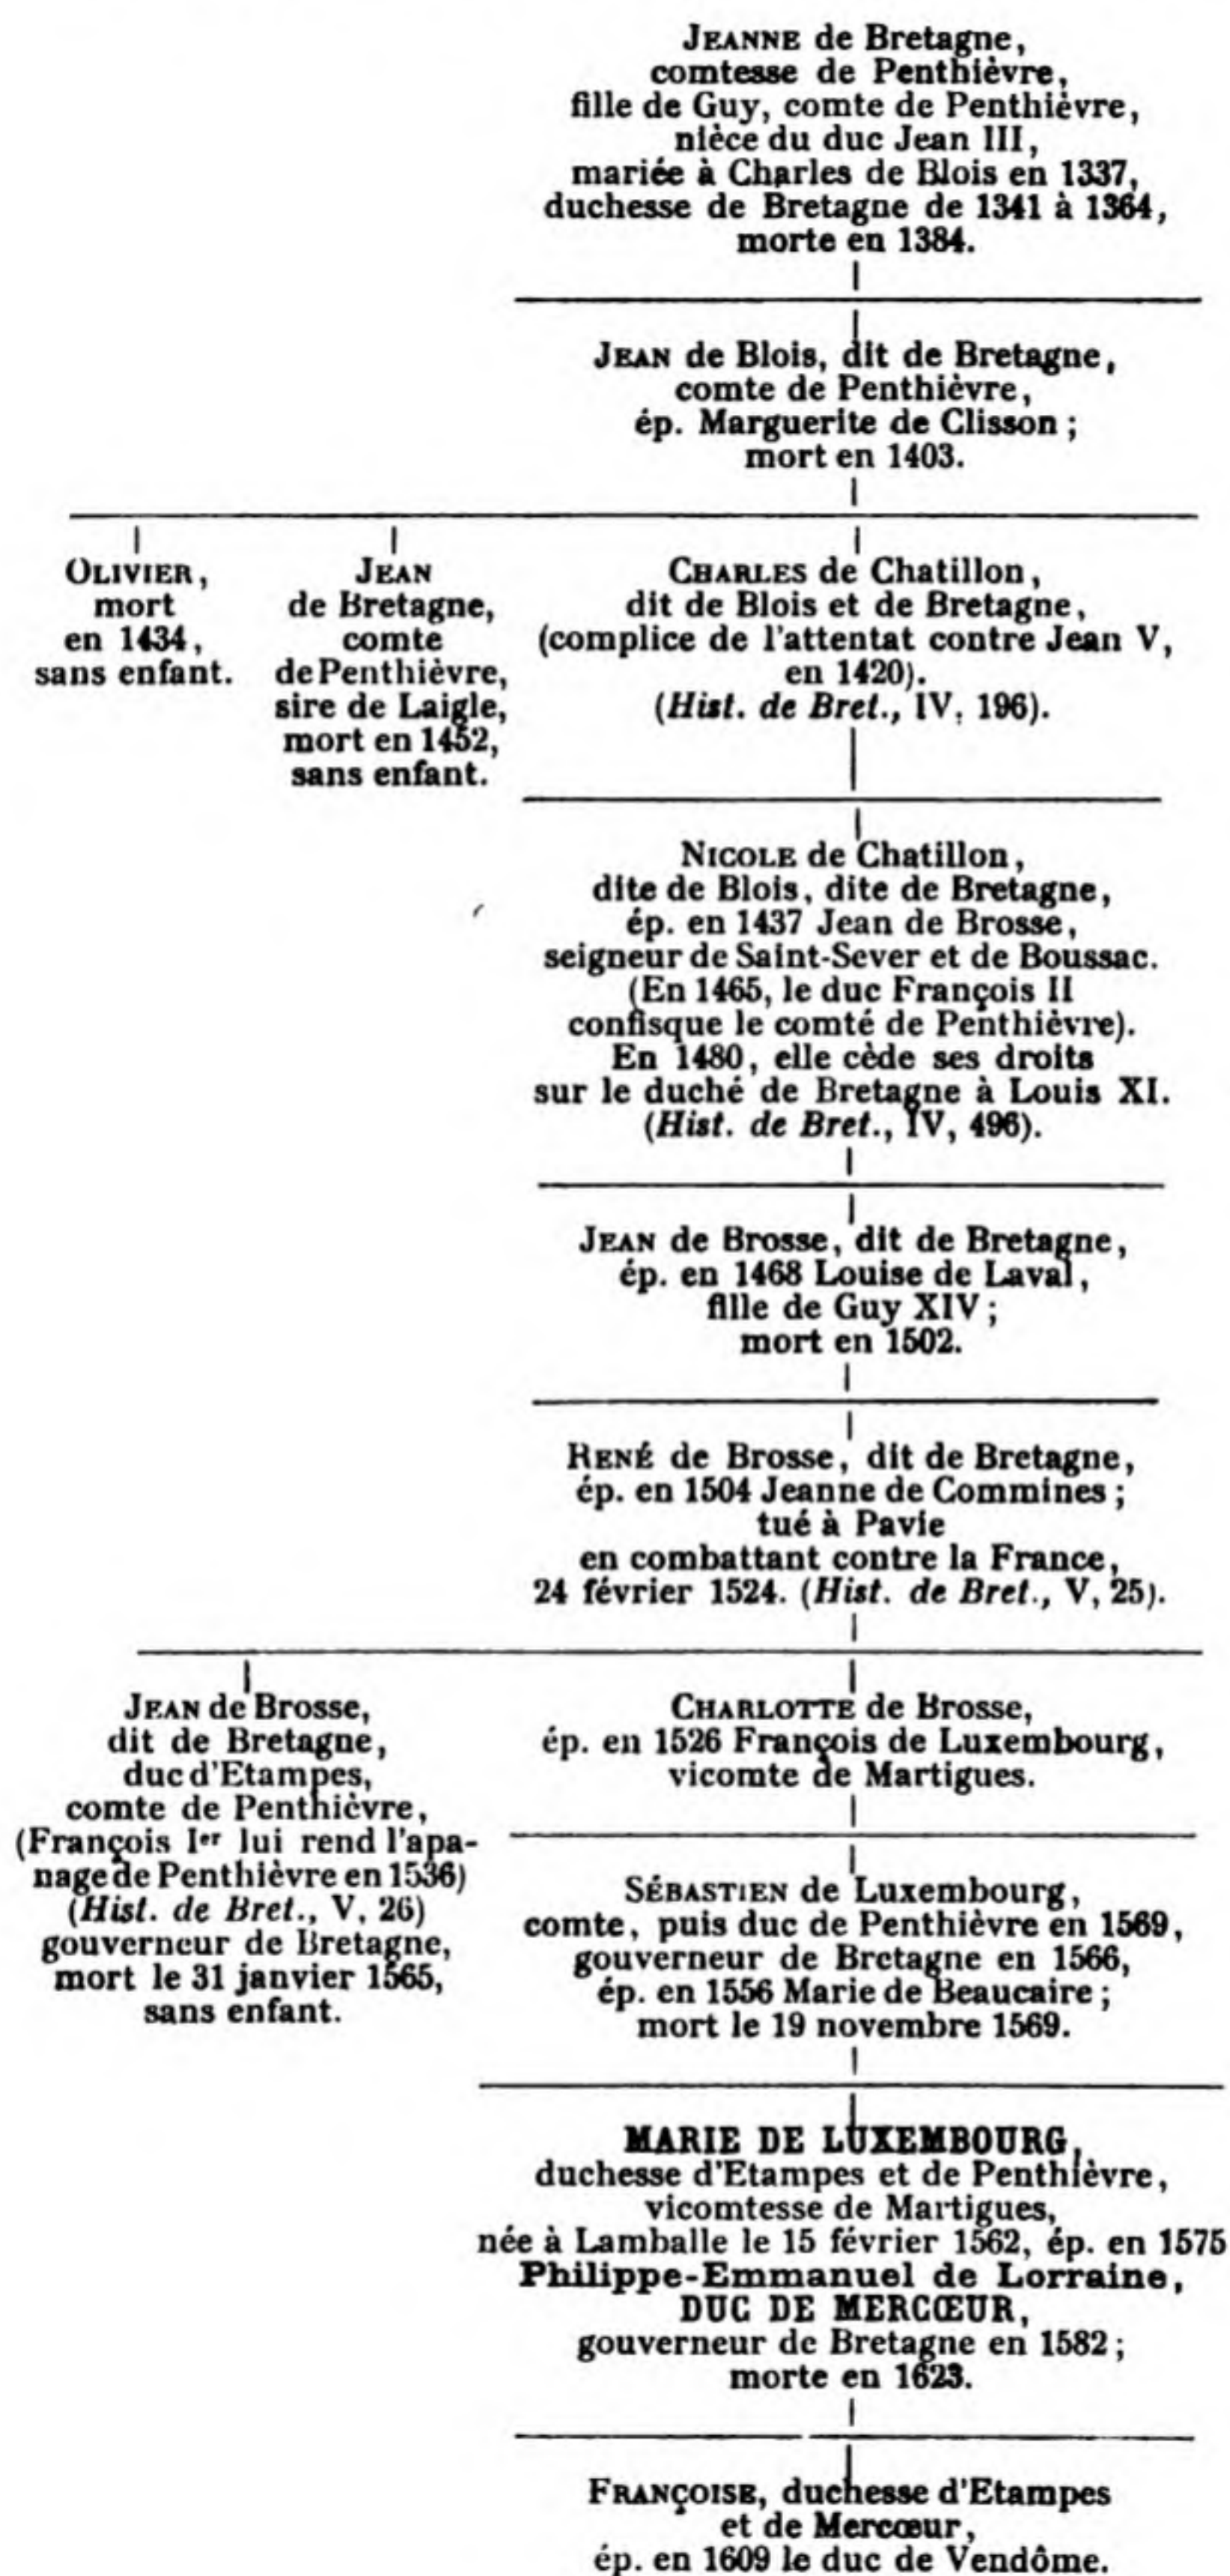 JEANNE de Bretagne,
comtesse de Penthièvre,
fille de Guy, comte de Penthièvre,
nièce du duc Jean III,
mariée à Charles de Blois en 1337,
duchesse de Bretagne de 1341 à 1364,
morte en 1384.
JEAN de Blois, dit de Bretagne,
comte de Penthièvre,
ép. Marguerite de Clisson ;
mort en 1403.
OLIVIER,
mort
en 1434,
sans enfant.
JEAN
de Bretagne,
comte
de Penthièvre,
sire de Laigle,
mort en 1452,
sans enfant.
CHARLES de Chatillon,
dit de Blois et de Bretagne,
(complice de l'attentat contre Jean V,
en 1420).
(Hist. de Bret., IV, 196).
NICOLE de Chatillon,
dite de Blois, dite de Bretagne,
ép. en 1437 Jean de Brosse,
seigneur de Saint-Sever et de Boussac.
(En 1465, le duc François II
confisque le comté de Penthièvre).
En 1480, elle cède ses droits
sur le duché de Bretagne à Louis XI.
(Hist. de Bret., IV, 496).
JEAN de Brosse, dit de Bretagne,
ép. en 1468 Louise de Laval,
fille de Guy XIV ;
mort en 1502.
RENÉ de Brosse, dit de Bretagne,
ép. en 1504 Jeanne de Commines ;
tué à Pavie
en combattant contre la France,
24 février 1524. (Hist. de Bret., V, 25).
JEAN de Brosse,
dit de Bretagne,
duc d'Etampes,
comte de Penthièvre,
(François Ier lui rend l'apa-
nage de Penthièvre en 1536)
(Hist. de Bret., V, 26)
gouverneur de Bretagne,
mort le 31 janvier 1565,
sans enfant.
CHARLOTTE de Brosse,
ép. en 1526 François de Luxembourg,
vicomte de Martigues.
SÉBASTIEN de Luxembourg,
comte, puis duc de Penthièvre en 1569,
gouverneur de Bretagne en 1566,
ép. en 1556 Marie de Beaucaire ;
mort le 19 novembre 1569.
MARIE DE LUXEMBOURG,
duchesse d'Etampes et de Penthièvre,
vicomtesse de Martigues,
née à Lamballe le 15 février 1562, ép. en 1575
Philippe-Emmanuel de Lorraine,
DUC DE MERCŒUR,
gouverneur de Bretagne en 1582 ;
morte en 1623.
FRANÇOISE, duchesse d'Etampes
et de Mercœur,
ép. en 1609 le duc de Vendôme.